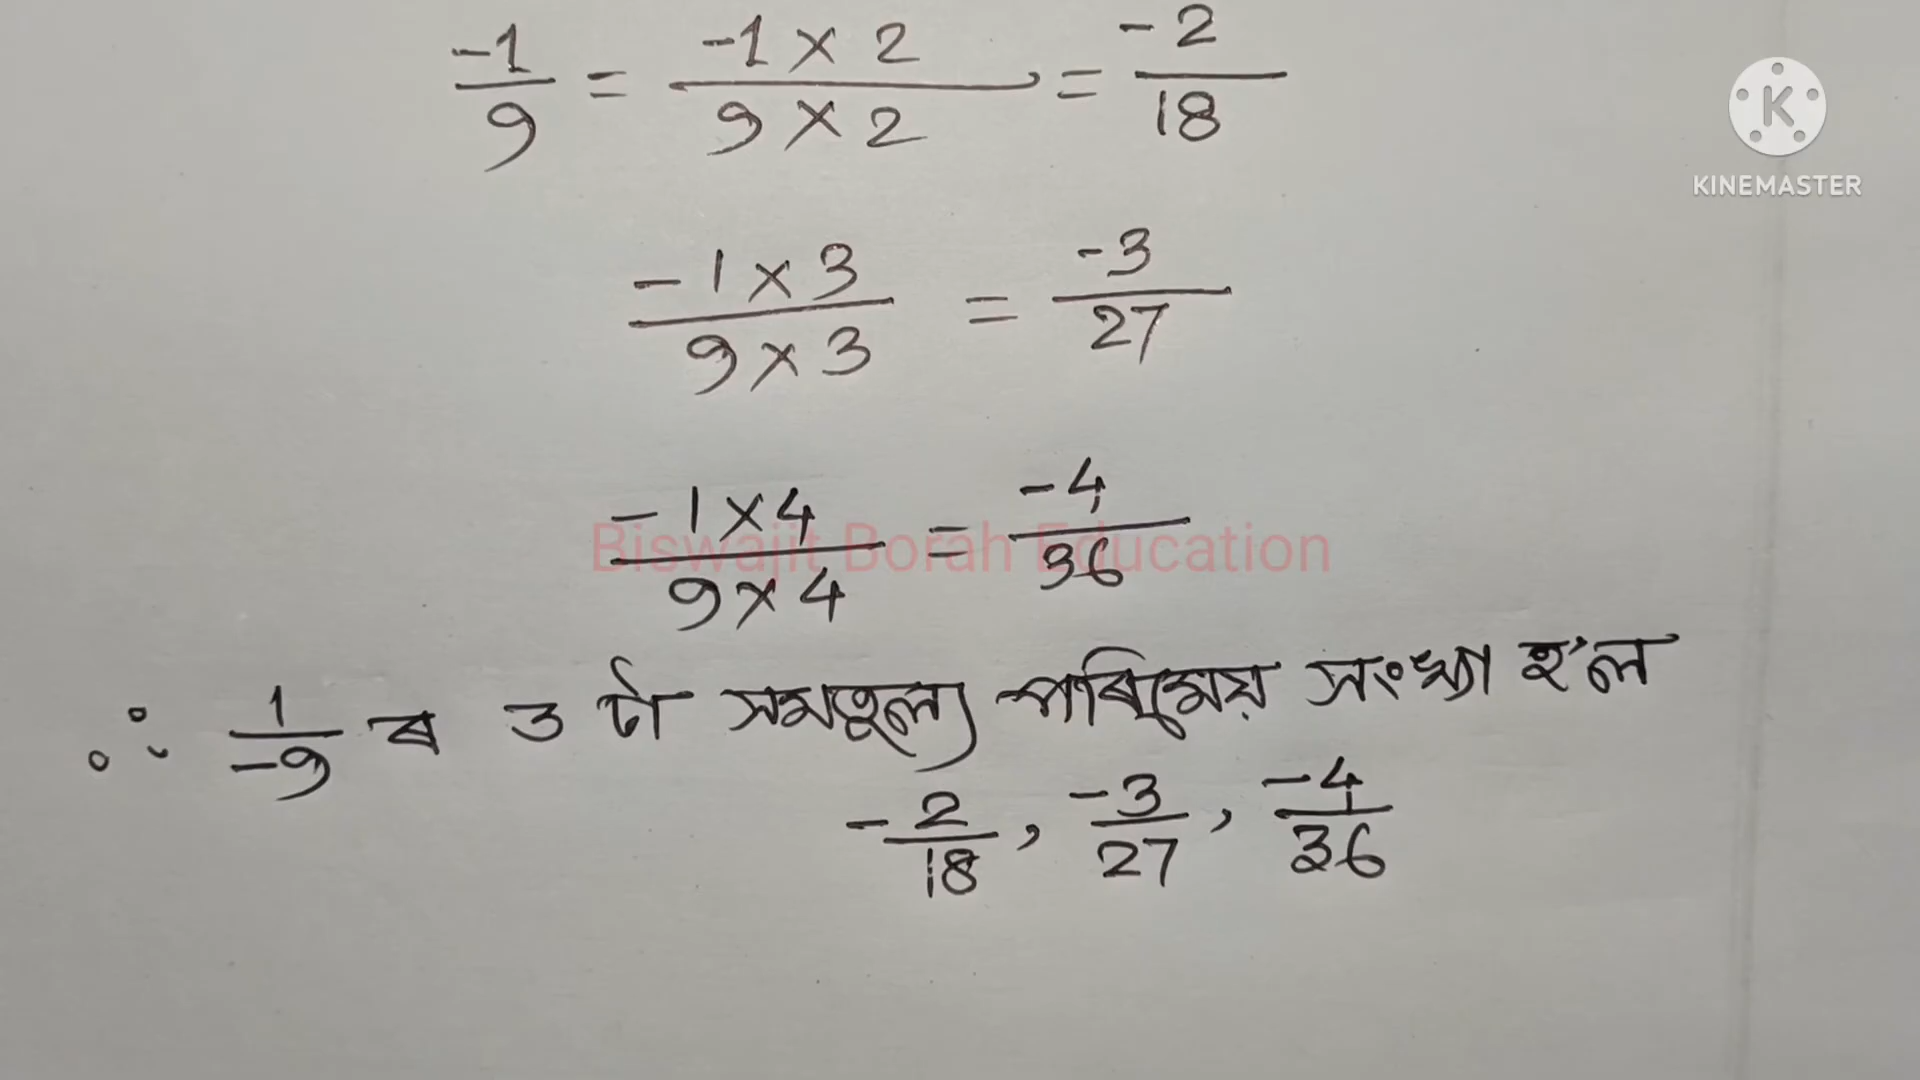 -1/9 = -1 × 2 / 9 × 2 = -2/18
-1 × 3 / 9 × 3 = -3/27
-1 × 4 / 9 × 4 = -4/36
∴ 1/-9 ৰ 3 টা সমতুল্য পৰিমেয় সংখ্যা হ'ল
-2/18, -3/27, -4/36
Biswajit Borah Education
K
KINEMASTER